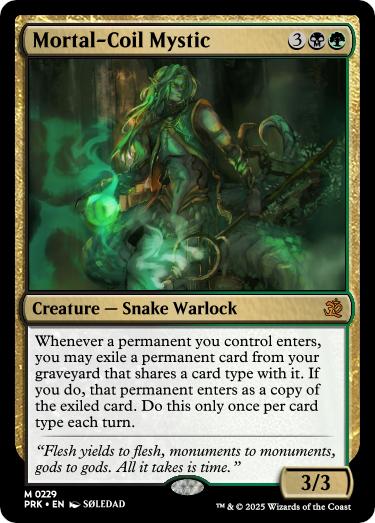 Mortal-Coil Mystic 3
Creature — Snake Warlock
Whenever a permanent you control enters,
you may exile a permanent card from your
graveyard that shares a card type with it. If
you do, that permanent enters as a copy of
the exiled card. Do this only once per card
type each turn.
“Flesh yields to flesh, monuments to monuments,
gods to gods. All it takes is time.”
3/3
M 0229
PRK • EN SØLEDAD
™ & © 2025 Wizards of the Coast